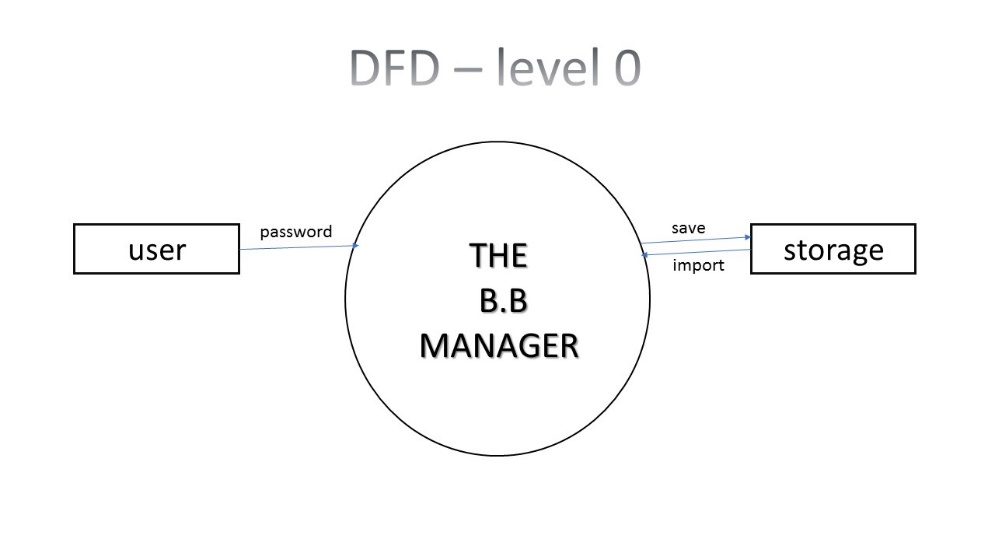 DFD – level 0
user
password
THE
B.B
MANAGER
save
import
storage